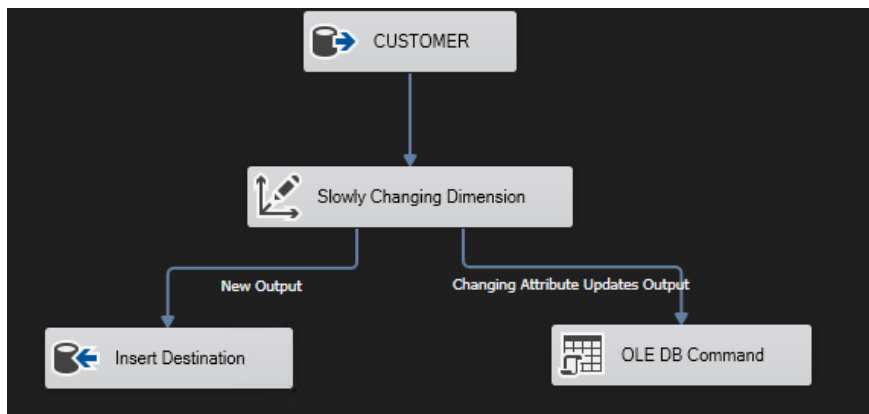 CUSTOMER
Slowly Changing Dimension
New Output
Changing Attribute Updates Output
Insert Destination
OLE DB Command